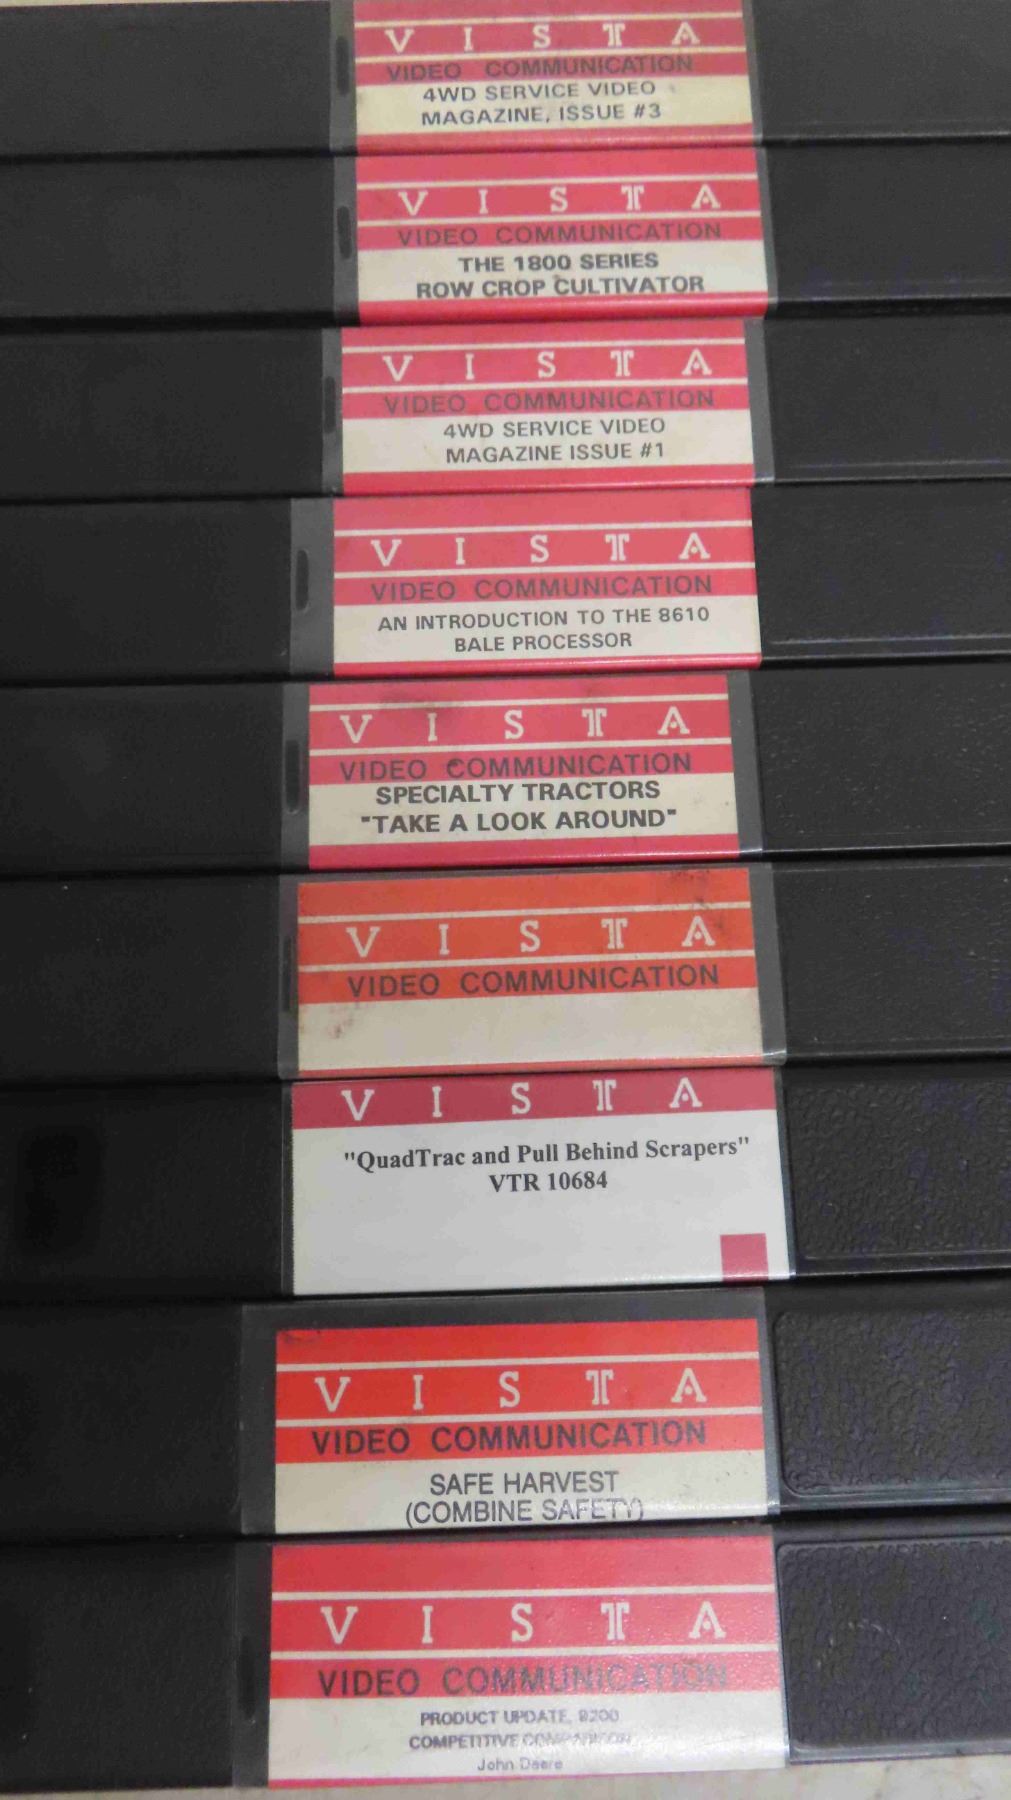 VISTA
VIDEO COMMUNICATION
4WD SERVICE VIDEO
MAGAZINE, ISSUE #3
VISTA
VIDEO COMMUNICATION
THE 1800 SERIES
ROW CROP CULTIVATOR
VISTA
VIDEO COMMUNICATION
4WD SERVICE VIDEO
MAGAZINE ISSUE #1
VISTA
VIDEO COMMUNICATION
AN INTRODUCTION TO THE 8610
BALE PROCESSOR
VISTA
VIDEO COMMUNICATION
SPECIALTY TRACTORS
"TAKE A LOOK AROUND"
VISTA
VIDEO COMMUNICATION
VISTA
"QuadTrac and Pull Behind Scrapers"
VTR 10684
VISTA
VIDEO COMMUNICATION
SAFE HARVEST
(COMBINE SAFETY)
VISTA
VIDEO COMMUNICATION
PRODUCT UPDATE, 9200
COMPETITIVE COMPARISON
John Deere